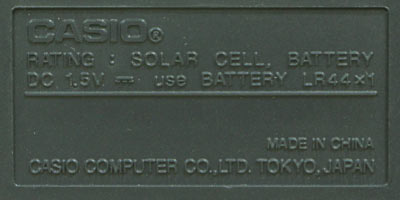 CASIO®
RATING : SOLAR CELL, BATTERY
DC 1.5V ⎓ use BATTERY LR44×1
MADE IN CHINA
CASIO COMPUTER CO.,LTD. TOKYO,JAPAN